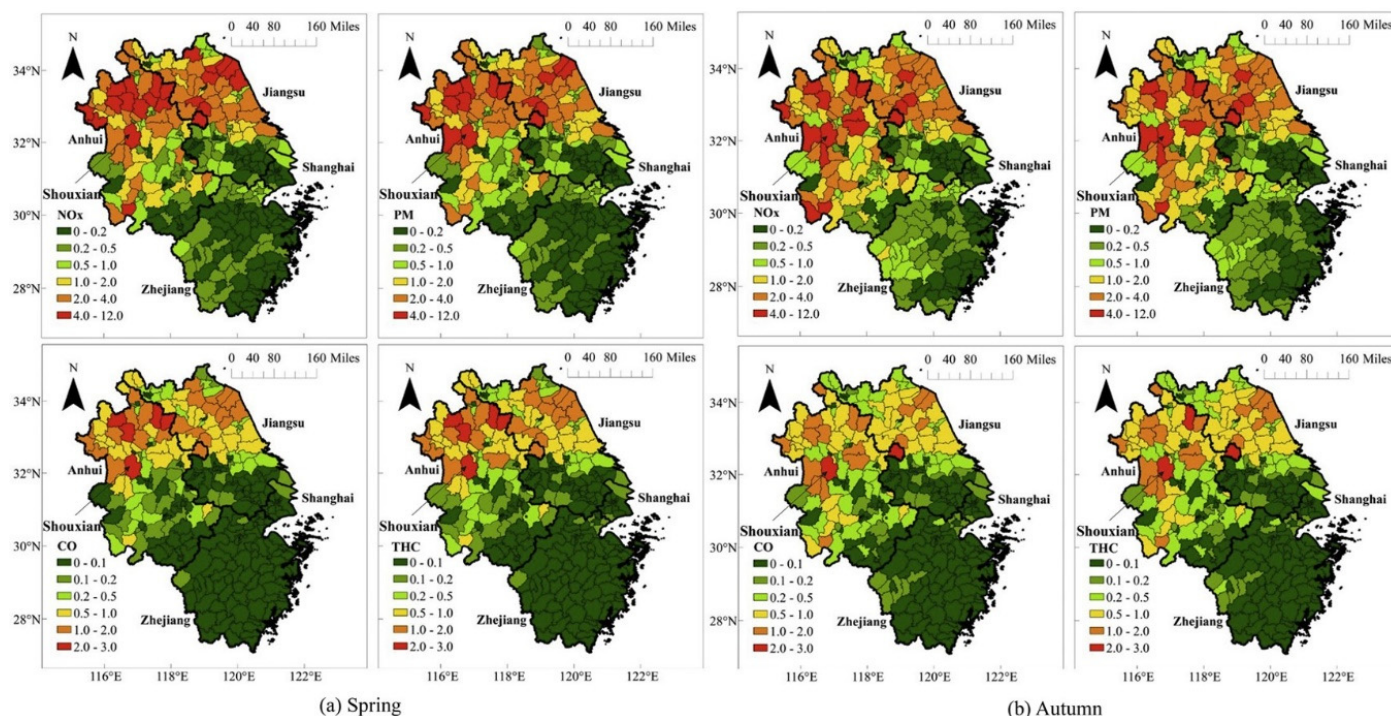 0 40 80 160 Miles
N
34°N
32°N
30°N
28°N
Jiangsu
Anhui
Shanghai
Shouxian
NOx
0 - 0.2
0.2 - 0.5
0.5 - 1.0
1.0 - 2.0
2.0 - 4.0
4.0 - 12.0
Zhejiang
0 40 80 160 Miles
N
Jiangsu
Anhui
Shanghai
Shouxian
PM
0 - 0.2
0.2 - 0.5
0.5 - 1.0
1.0 - 2.0
2.0 - 4.0
4.0 - 12.0
Zhejiang
0 40 80 160 Miles
N
34°N
32°N
30°N
28°N
Jiangsu
Anhui
Shanghai
Shouxian
CO
0 - 0.1
0.1 - 0.2
0.2 - 0.5
0.5 - 1.0
1.0 - 2.0
2.0 - 3.0
Zhejiang
116°E 118°E 120°E 122°E
0 40 80 160 Miles
N
Jiangsu
Anhui
Shanghai
Shouxian
THC
0 - 0.1
0.1 - 0.2
0.2 - 0.5
0.5 - 1.0
1.0 - 2.0
2.0 - 3.0
Zhejiang
116°E 118°E 120°E 122°E
(a) Spring
0 40 80 160 Miles
N
34°N
32°N
30°N
28°N
Jiangsu
Anhui
Shanghai
Shouxian
NOx
0 - 0.2
0.2 - 0.5
0.5 - 1.0
1.0 - 2.0
2.0 - 4.0
4.0 - 12.0
Zhejiang
0 40 80 160 Miles
N
Jiangsu
Anhui
Shanghai
Shouxian
PM
0 - 0.2
0.2 - 0.5
0.5 - 1.0
1.0 - 2.0
2.0 - 4.0
4.0 - 12.0
Zhejiang
0 40 80 160 Miles
N
34°N
32°N
30°N
28°N
Jiangsu
Anhui
Shanghai
Shouxian
CO
0 - 0.1
0.1 - 0.2
0.2 - 0.5
0.5 - 1.0
1.0 - 2.0
2.0 - 3.0
Zhejiang
116°E 118°E 120°E 122°E
0 40 80 160 Miles
N
Jiangsu
Anhui
Shanghai
Shouxian
THC
0 - 0.1
0.1 - 0.2
0.2 - 0.5
0.5 - 1.0
1.0 - 2.0
2.0 - 3.0
Zhejiang
116°E 118°E 120°E 122°E
(b) Autumn